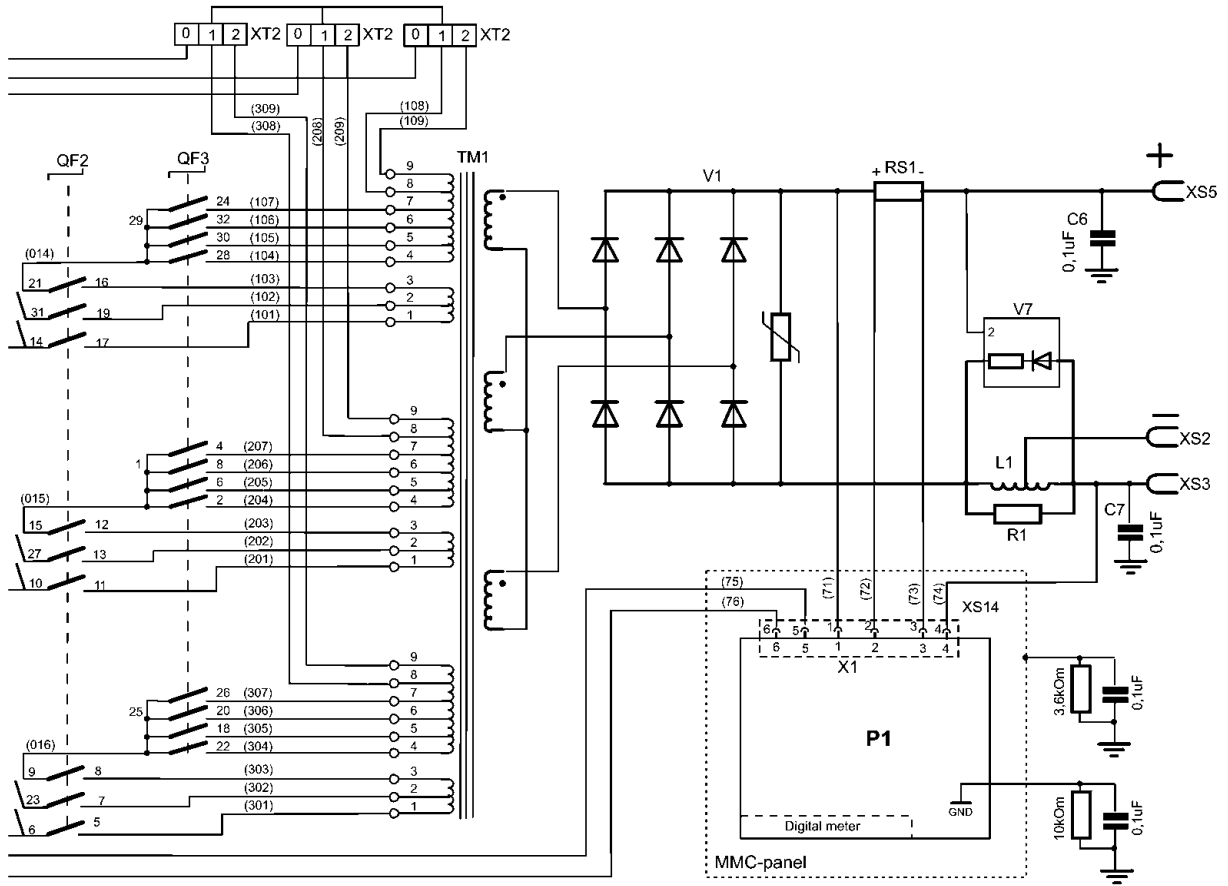 0 1 2 XT2 0 1 2 XT2 0 1 2 XT2
(309)
(308)
(208)
(209)
(108)
(109)
QF2
QF3
TM1
V1
+ RS1 -
+
XS5
C6
0,1uF
9
8
24 (107) 7
29 32 (106) 6
30 (105) 5
28 (104) 4
(014)
21 16 (103) 3
31 19 (102) 2
14 17 (101) 1
V7
2
–
XS2
L1
XS3
R1
C7
0,1uF
9
8
4 (207) 7
1 8 (206) 6
6 (205) 5
2 (204) 4
(015)
15 12 (203) 3
27 13 (202) 2
10 11 (201) 1
(75)
(76)
(71)
(72)
(73)
(74)
XS14
6 5 1 2 3 4
6 5 1 2 3 4
X1
P1
GND
Digital meter
MMC-panel
3,6kOm
0,1uF
10kOm
0,1uF
9
8
26 (307) 7
25 20 (306) 6
18 (305) 5
22 (304) 4
(016)
9 8 (303) 3
23 7 (302) 2
6 5 (301) 1